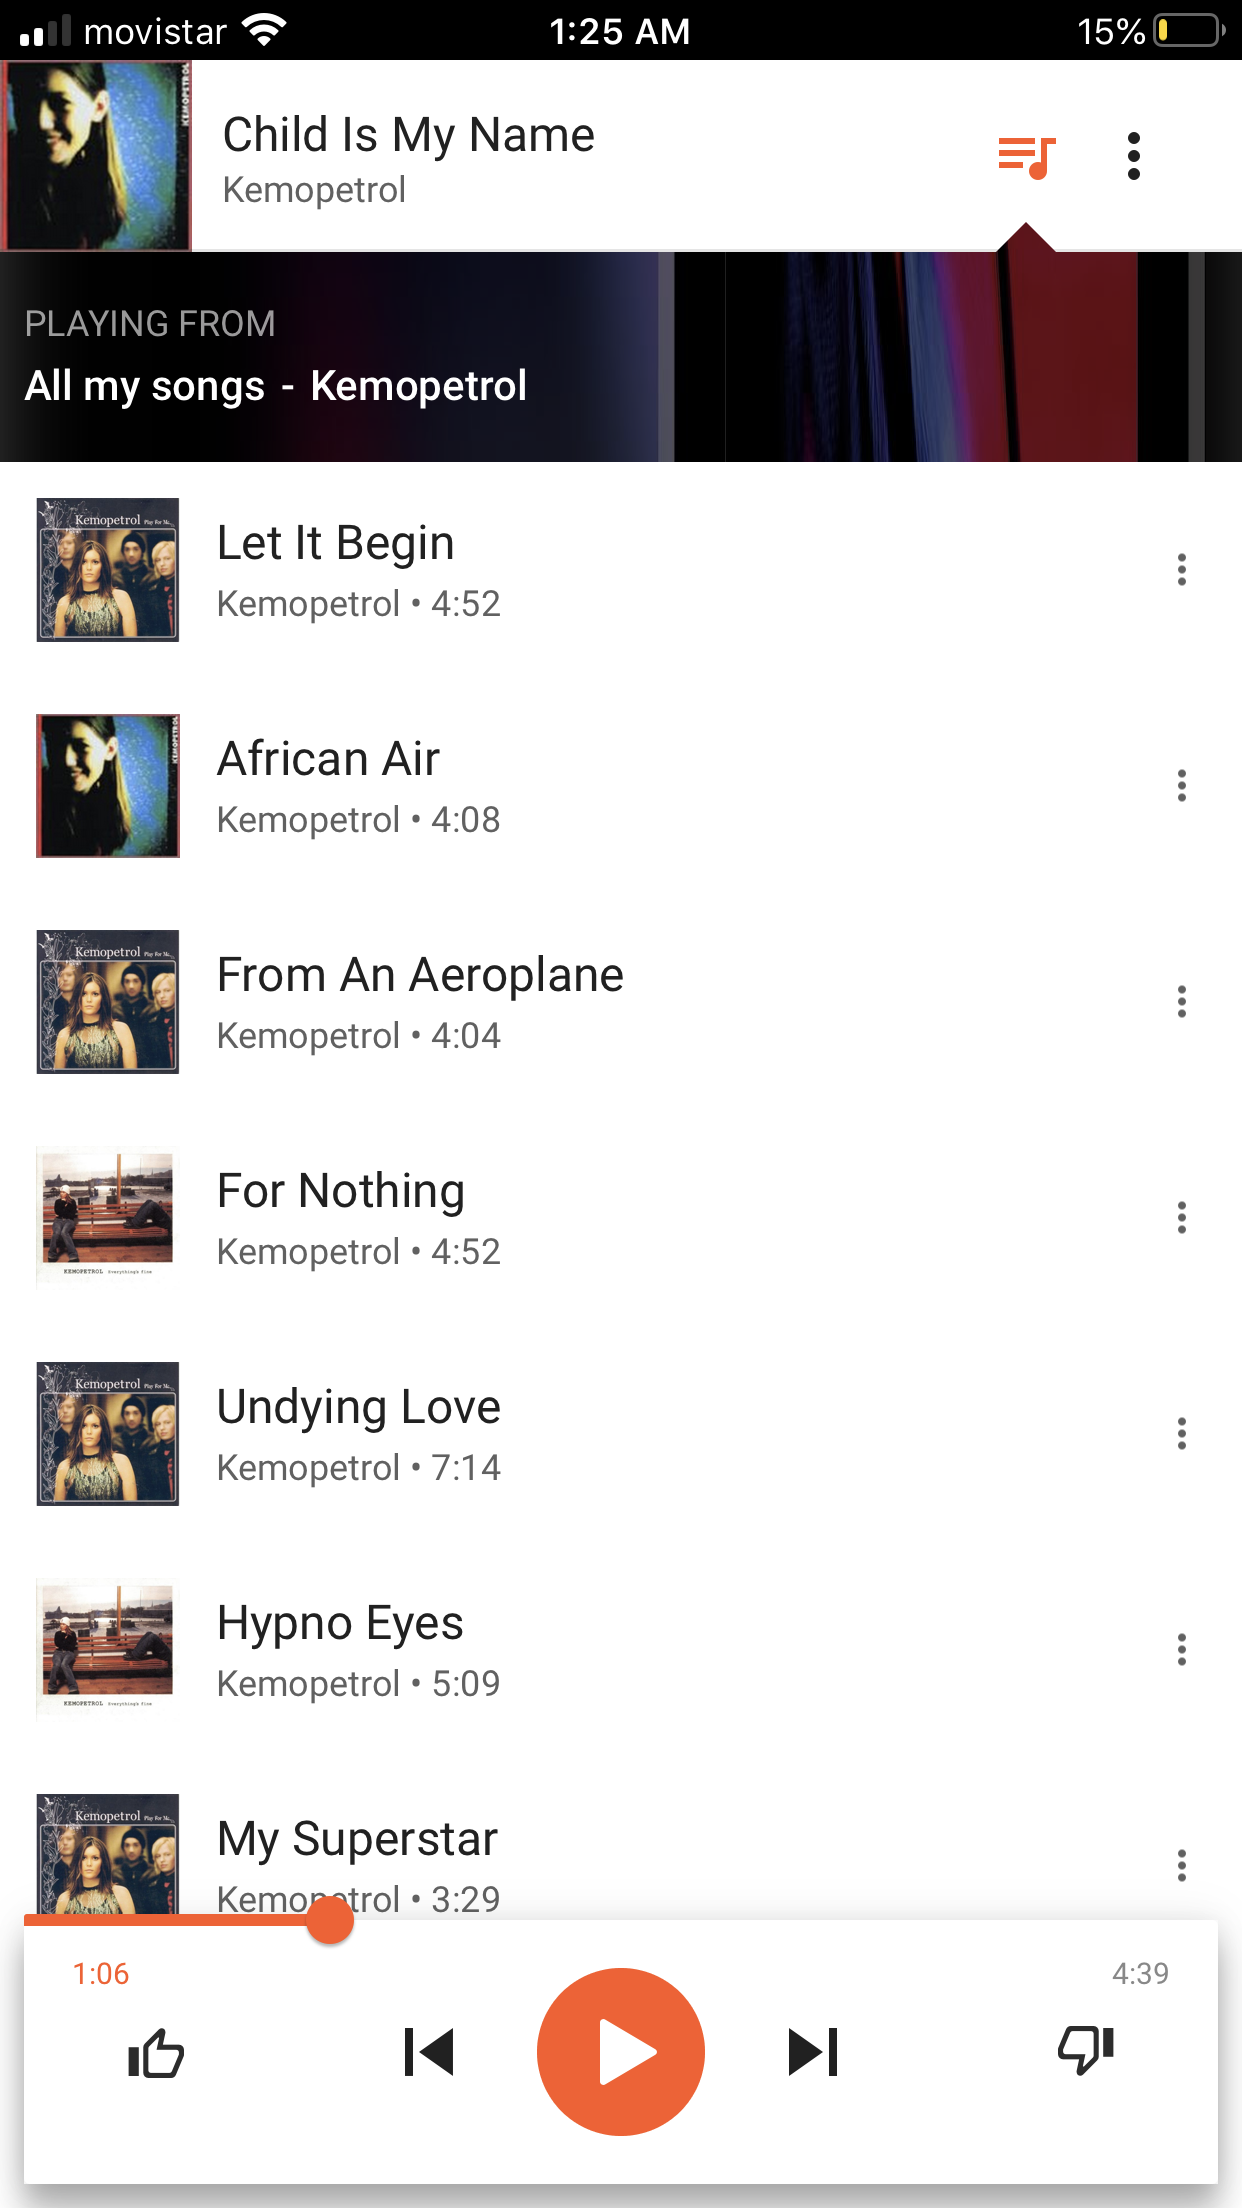 movistar
1:25 AM
15%
KEMOPETROL
Child Is My Name
Kemopetrol
PLAYING FROM
All my songs - Kemopetrol
Kemopetrol Play For Me
Let It Begin
Kemopetrol • 4:52
KEMOPETROL
African Air
Kemopetrol • 4:08
Kemopetrol Play For Me
From An Aeroplane
Kemopetrol • 4:04
KEMOPETROL Everything's fine
For Nothing
Kemopetrol • 4:52
Kemopetrol Play For Me
Undying Love
Kemopetrol • 7:14
KEMOPETROL Everything's fine
Hypno Eyes
Kemopetrol • 5:09
Kemopetrol Play For Me
My Superstar
Kemopetrol • 3:29
1:06
4:39